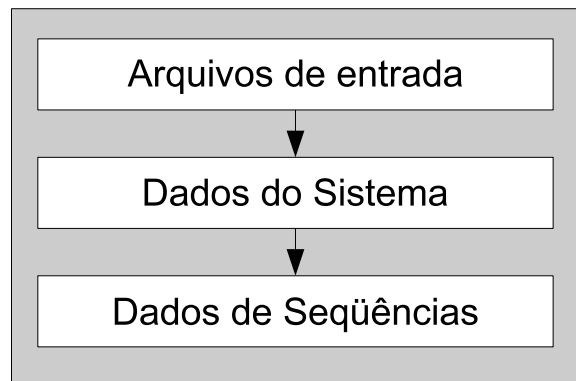 Arquivos de entrada
Dados do Sistema
Dados de Seqüências